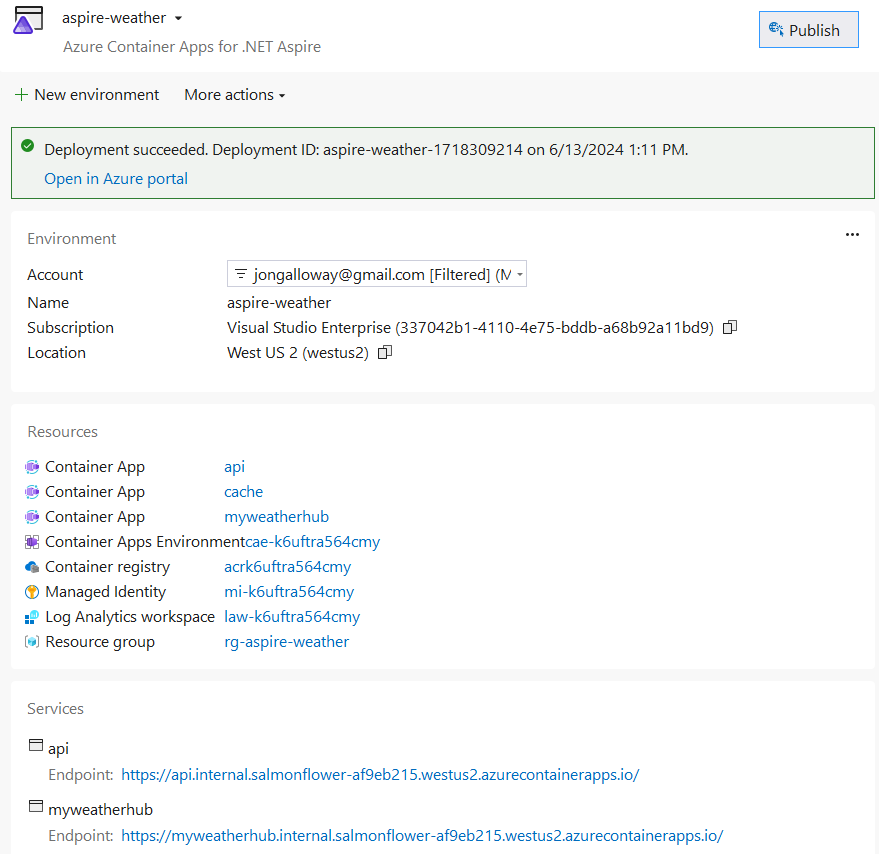 aspire-weather
Azure Container Apps for .NET Aspire
Publish
New environment More actions
Deployment succeeded. Deployment ID: aspire-weather-1718309214 on 6/13/2024 1:11 PM.
Open in Azure portal
Environment
Account jongalloway@gmail.com [Filtered] (M
Name aspire-weather
Subscription Visual Studio Enterprise (337042b1-4110-4e75-bddb-a68b92a11bd9)
Location West US 2 (westus2)
Resources
Container App api
Container App cache
Container App myweatherhub
Container Apps Environment cae-k6uftra564cmy
Container registry acrk6uftra564cmy
Managed Identity mi-k6uftra564cmy
Log Analytics workspace law-k6uftra564cmy
Resource group rg-aspire-weather
Services
api
Endpoint: https://api.internal.salmonflower-af9eb215.westus2.azurecontainerapps.io/
myweatherhub
Endpoint: https://myweatherhub.internal.salmonflower-af9eb215.westus2.azurecontainerapps.io/